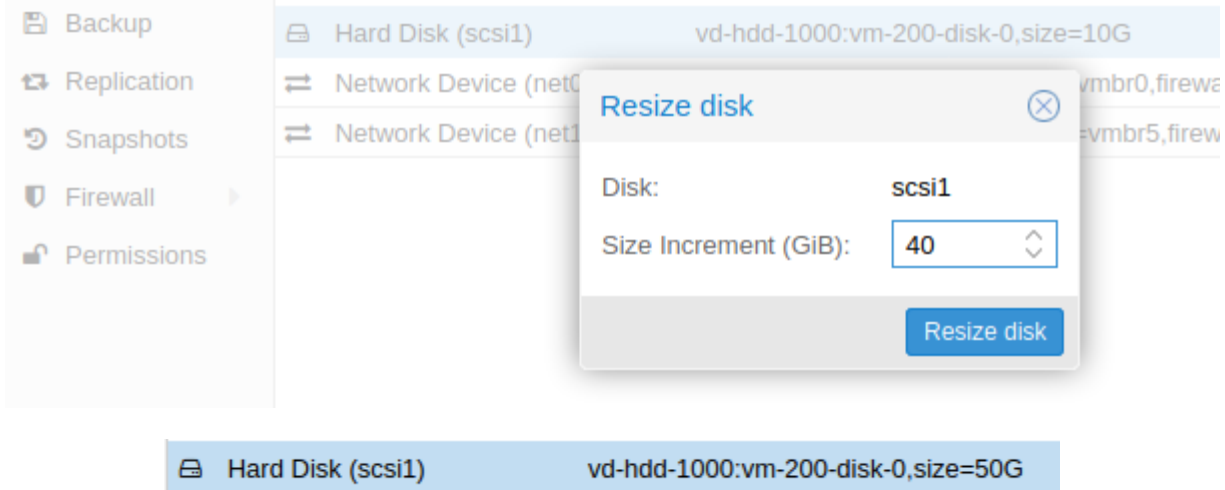 Backup
Hard Disk (scsi1) vd-hdd-1000:vm-200-disk-0,size=10G
Replication
Network Device (net0 vmbr0,firewa
Snapshots
Network Device (net1 =vmbr5,firew
Firewall
Permissions
Resize disk
Disk: scsi1
Size Increment (GiB): 40
Resize disk
Hard Disk (scsi1) vd-hdd-1000:vm-200-disk-0,size=50G